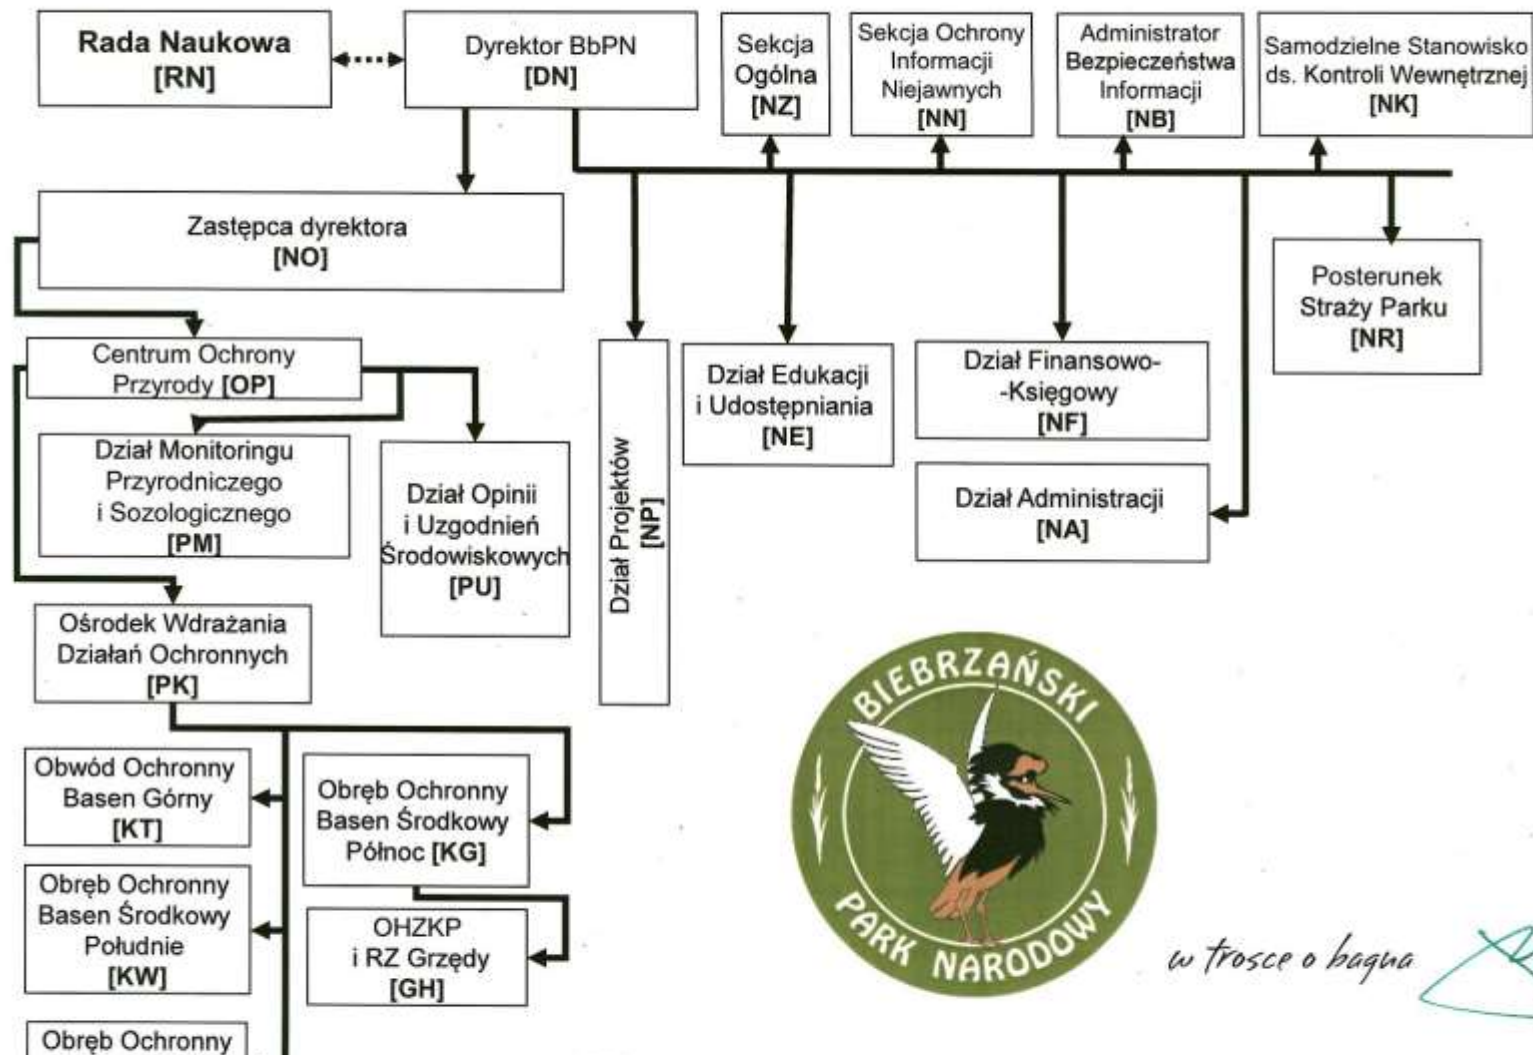 Rada Naukowa
[RN]
Dyrektor BbPN
[DN]
Sekcja
Ogólna
[NZ]
Sekcja Ochrony
Informacji
Niejawnych
[NN]
Administrator
Bezpieczeństwa
Informacji
[NB]
Samodzielne Stanowisko
ds. Kontroli Wewnętrznej
[NK]
Zastępca dyrektora
[NO]
Posterunek
Straży Parku
[NR]
Centrum Ochrony
Przyrody [OP]
Dział Projektów
[NP]
Dział Edukacji
i Udostępniania
[NE]
Dział Finansowo-
-Księgowy
[NF]
Dział Monitoringu
Przyrodniczego
i Sozologicznego
[PM]
Dział Opinii
i Uzgodnień
Środowiskowych
[PU]
Dział Administracji
[NA]
Ośrodek Wdrażania
Działań Ochronnych
[PK]
Obwód Ochronny
Basen Górny
[KT]
Obręb Ochronny
Basen Środkowy
Północ [KG]
Obręb Ochronny
Basen Środkowy
Południe
[KW]
OHZKP
i RZ Grzędy
[GH]
Obręb Ochronny
BIEBRZAŃSKI
PARK NARODOWY
w trosce o bagna